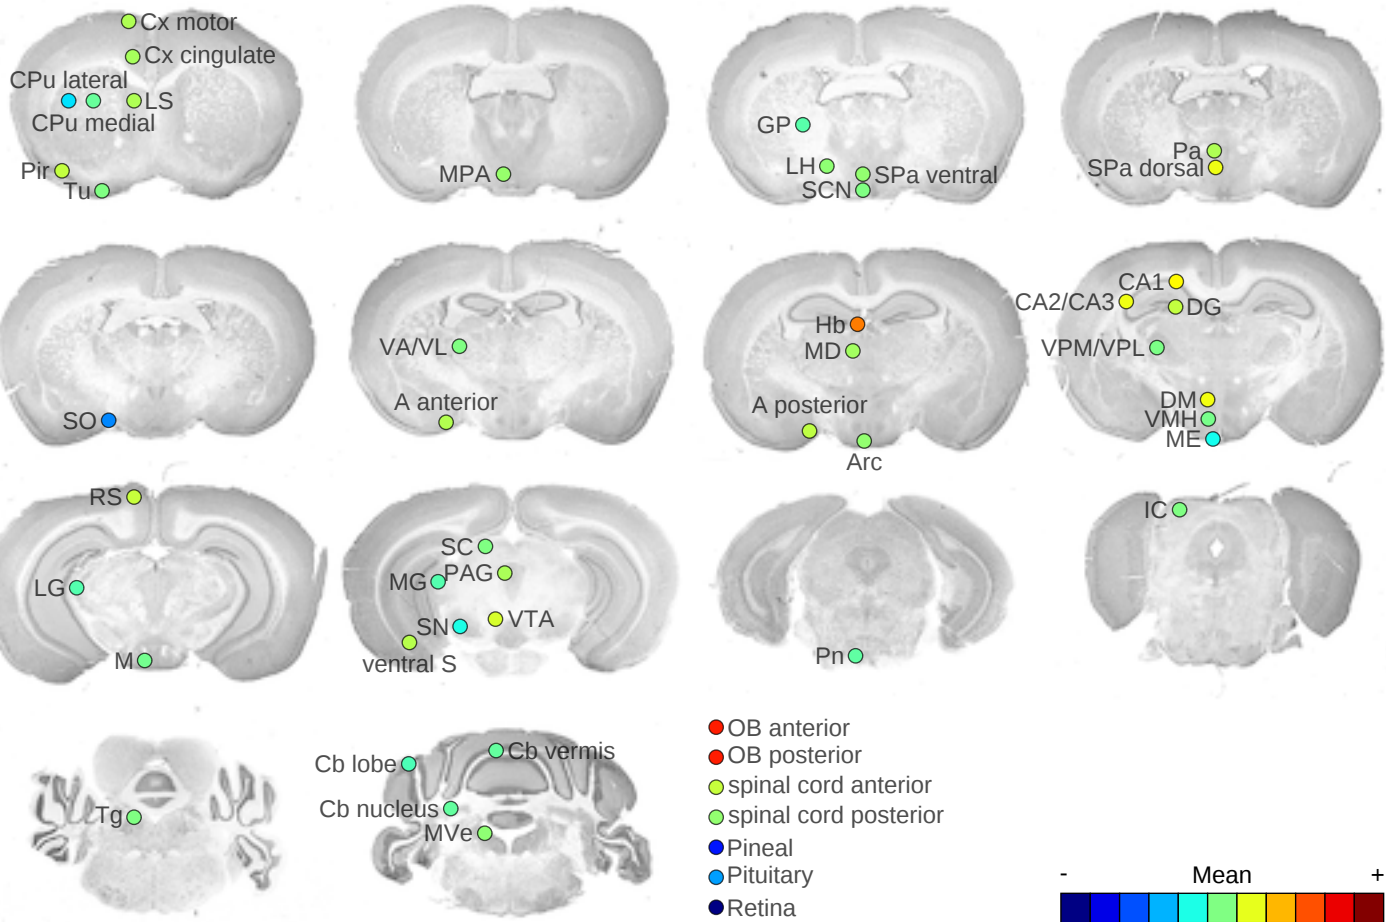 Cx motor
Cx cingulate
CPu lateral
LS
CPu medial
Pir
Tu
MPA
GP
LH
SPa ventral
SCN
Pa
SPa dorsal
SO
VA/VL
A anterior
Hb
MD
A posterior
Arc
CA1
CA2/CA3
DG
VPM/VPL
DM
VMH
ME
RS
LG
M
SC
MG
PAG
SN
VTA
ventral S
Pn
IC
Tg
Cb lobe
Cb vermis
Cb nucleus
MVe
OB anterior
OB posterior
spinal cord anterior
spinal cord posterior
Pineal
Pituitary
Retina
- Mean +